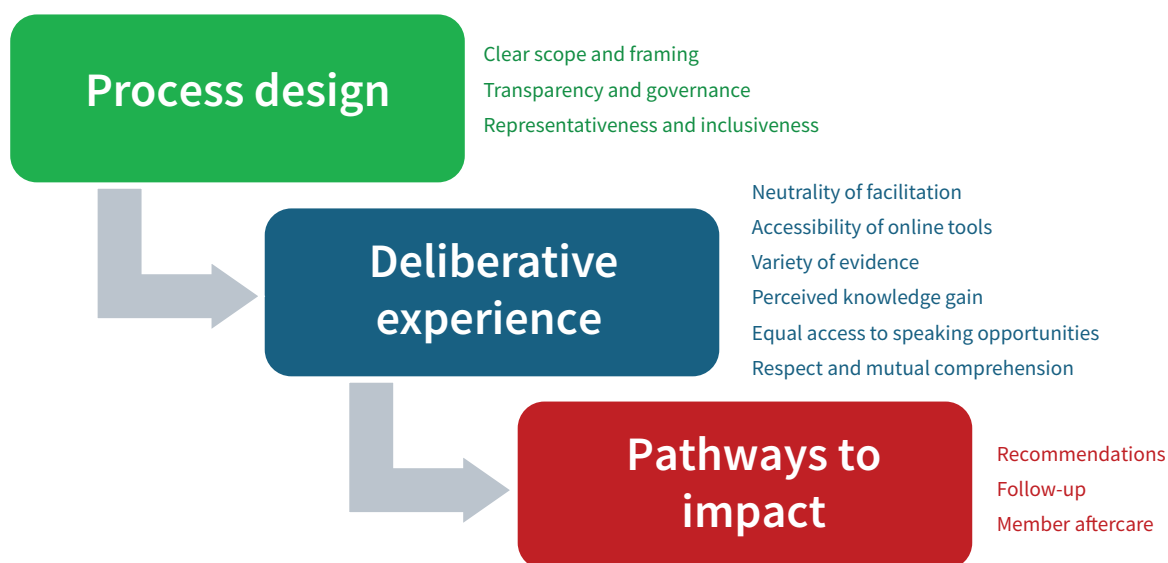 Process design
Clear scope and framing
Transparency and governance
Representativeness and inclusiveness
Deliberative
experience
Neutrality of facilitation
Accessibility of online tools
Variety of evidence
Perceived knowledge gain
Equal access to speaking opportunities
Respect and mutual comprehension
Pathways to
impact
Recommendations
Follow-up
Member aftercare